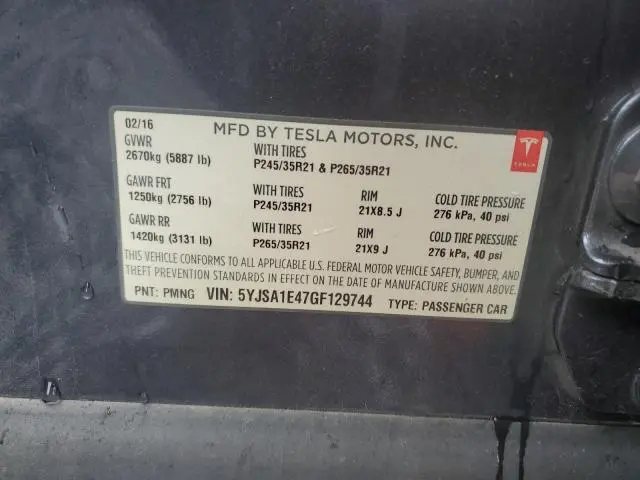 02/16 MFD BY TESLA MOTORS, INC.
GVWR WITH TIRES
2670kg (5887 lb) P245/35R21 & P265/35R21
TESLA
GAWR FRT WITH TIRES RIM COLD TIRE PRESSURE
1250kg (2756 lb) P245/35R21 21X8.5 J 276 kPa, 40 psi
GAWR RR WITH TIRES RIM COLD TIRE PRESSURE
1420kg (3131 lb) P265/35R21 21X9 J 276 kPa, 40 psi
THIS VEHICLE CONFORMS TO ALL APPLICABLE U.S. FEDERAL MOTOR VEHICLE SAFETY, BUMPER, AND
THEFT PREVENTION STANDARDS IN EFFECT ON THE DATE OF MANUFACTURE SHOWN ABOVE.
PNT: PMNG VIN: 5YJSA1E47GF129744 TYPE: PASSENGER CAR